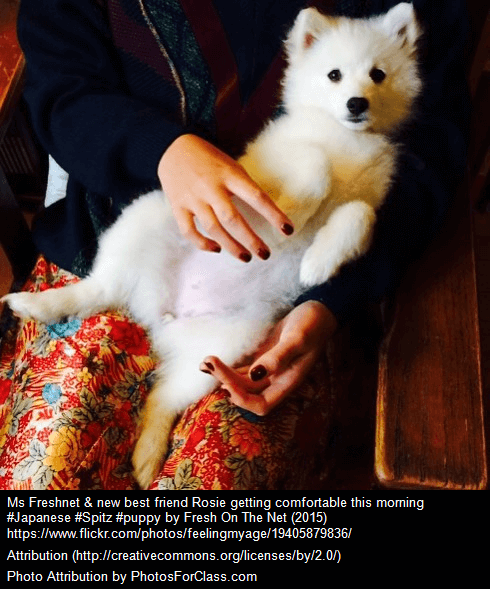 Ms Freshnet & new best friend Rosie getting comfortable this morning
#Japanese #Spitz #puppy by Fresh On The Net (2015)
https://www.flickr.com/photos/feelingmyage/19405879836/
Attribution (http://creativecommons.org/licenses/by/2.0/)
Photo Attribution by PhotosForClass.com